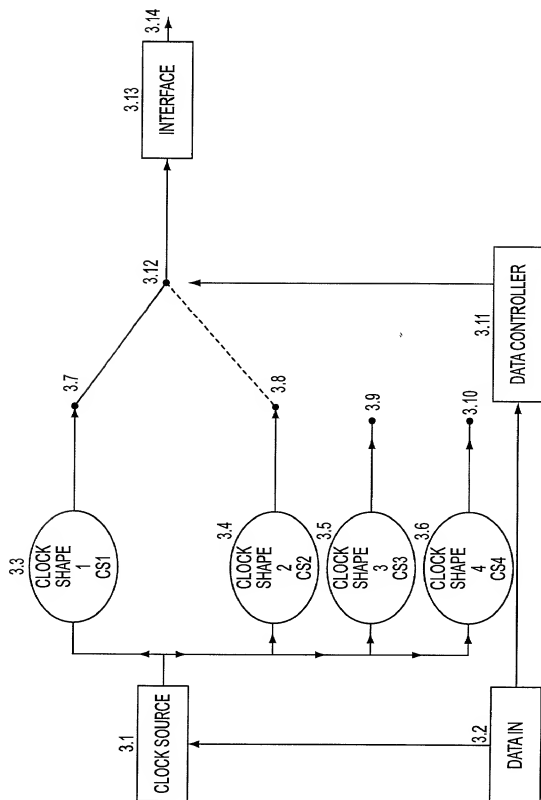 3.1
CLOCK SOURCE
3.2
DATA IN
3.3
CLOCK
SHAPE
1
CS1
3.4
CLOCK
SHAPE
2
CS2
3.5
CLOCK
SHAPE
3
CS3
3.6
CLOCK
SHAPE
4
CS4
3.7
3.8
3.9
3.10
3.11
DATA CONTROLLER
3.12
3.13
INTERFACE
3.14